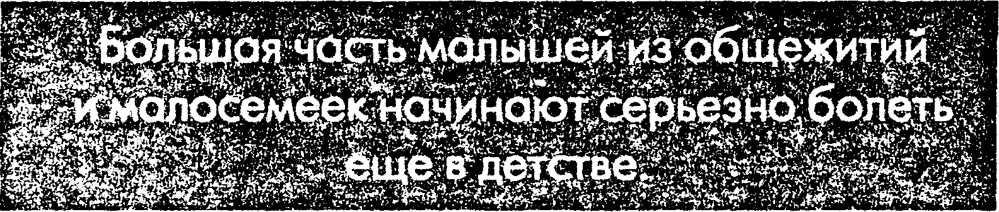 Большая часть малышей из общежитий
и малосемеек начинают серьезно болеть
еще в детстве.